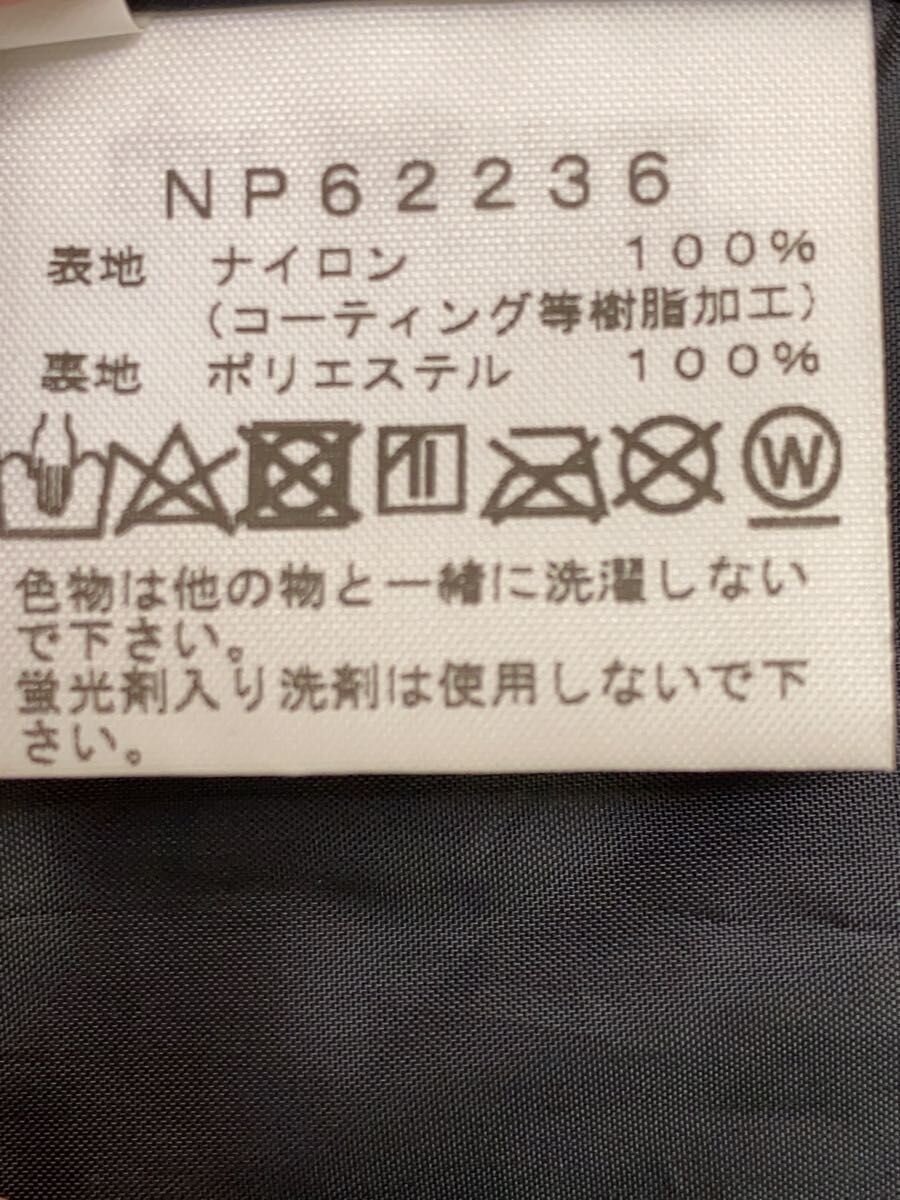 NP62236
表地 ナイロン 100%
(コーティング等樹脂加工)
裏地 ポリエステル 100%
W
色物は他の物と一緒に洗濯しない
で下さい。
蛍光剤入り洗剤は使用しないで下
さい。